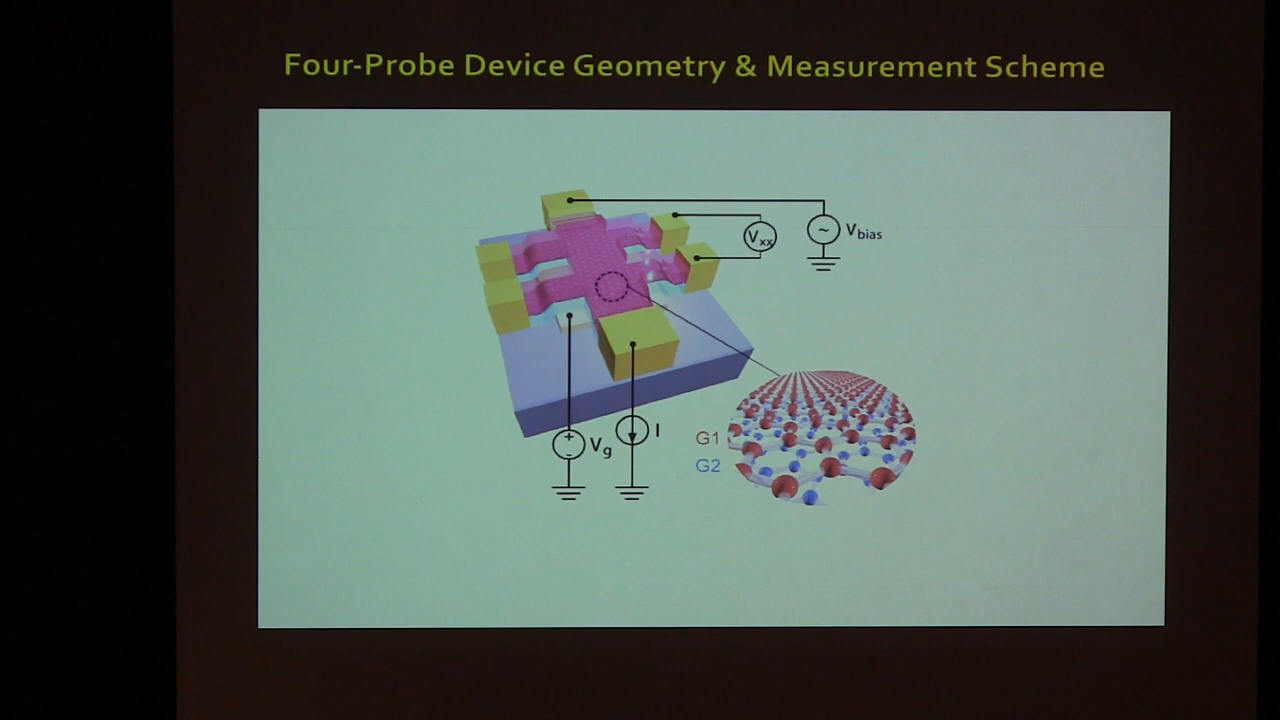 Four-Probe Device Geometry & Measurement Scheme
Vxx
~
Vbias
+
-
Vg
I
G1
G2